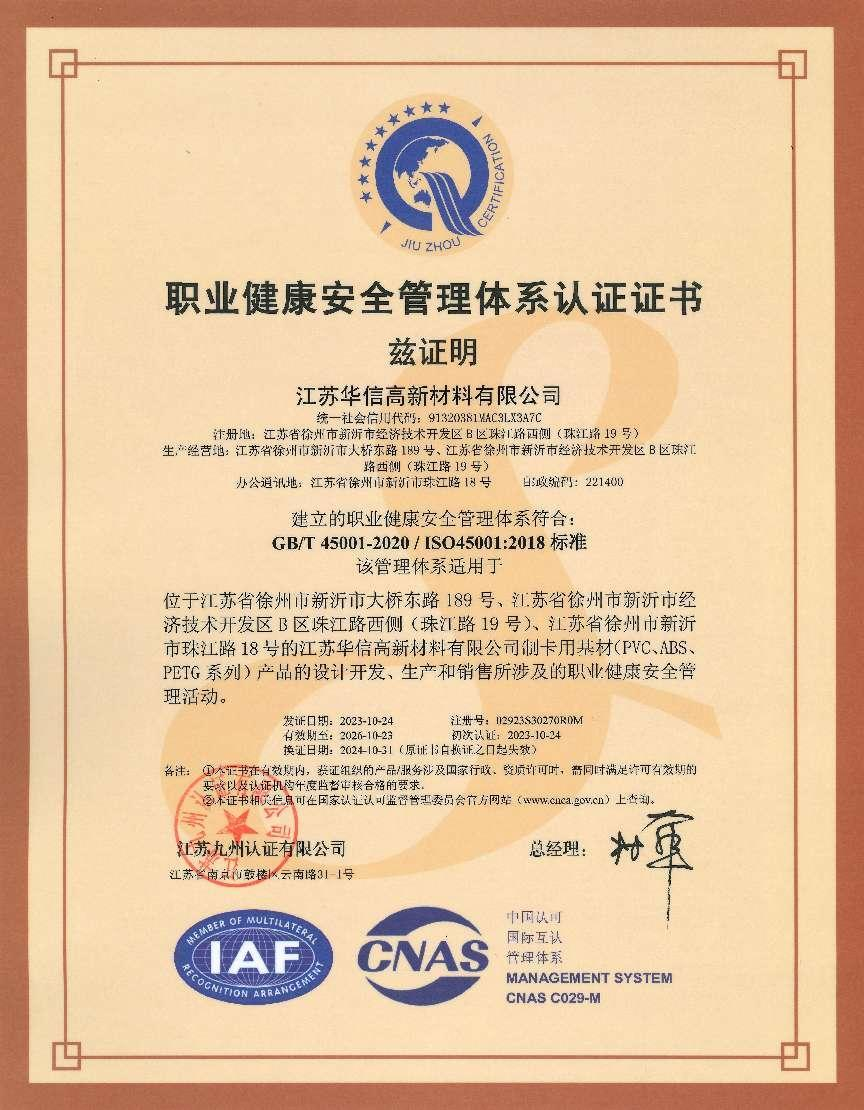 JIU ZHOU CERTIFICATION
职业健康安全管理体系认证证书
兹证明
江苏华信高新材料有限公司
统一社会信用代码：91320381MAC3LX3A7C
注册地：江苏省徐州市新沂市经济技术开发区B区珠江路西侧（珠江路19号）
生产经营地：江苏省徐州市新沂市大桥东路189号、江苏省徐州市新沂市经济技术开发区B区珠江
路西侧（珠江路19号）
办公通讯地：江苏省徐州市新沂市珠江路18号 邮政编码：221400
建立的职业健康安全管理体系符合：
GB/T 45001-2020 / ISO45001:2018 标准
该管理体系适用于
位于江苏省徐州市新沂市大桥东路189号、江苏省徐州市新沂市经
济技术开发区B区珠江路西侧（珠江路19号）、江苏省徐州市新沂
市珠江路18号的江苏华信高新材料有限公司制卡用基材（PVC、ABS、
PETG系列）产品的设计开发、生产和销售所涉及的职业健康安全管
理活动。
发证日期：2023-10-24 注册号：02923S30270R0M
有效期至：2026-10-23 初次认证：2023-10-24
换证日期：2024-10-31（原证书自换证之日起失效）
备注：①本证书在有效期内，获证组织的产品/服务涉及国家行政、资质许可时，需同时满足许可有效期的
要求以及认证机构年度监督审核合格的要求。
②本证书相关信息可在国家认证认可监督管理委员会官方网站（www.cnca.gov.cn）上查询。
江苏九州认证有限公司 总经理：
江苏省南京市鼓楼区云南路31-1号
MEMBER OF MULTILATERAL
IAF
RECOGNITION ARRANGEMENT
CNAS
中国认可
国际互认
管理体系
MANAGEMENT SYSTEM
CNAS C029-M